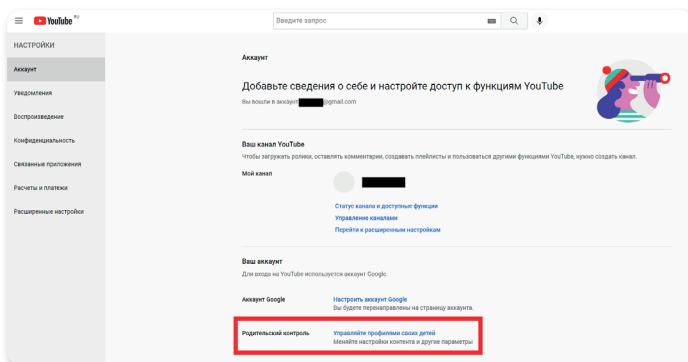 YouTube RU
Введите запрос
НАСТРОЙКИ
Аккаунт
Уведомления
Воспроизведение
Конфиденциальность
Связанные приложения
Расчеты и платежи
Расширенные настройки
Аккаунт
Добавьте сведения о себе и настройте доступ к функциям YouTube
Вы вошли в аккаунт @gmail.com
Ваш канал YouTube
Чтобы загружать ролики, оставлять комментарии, создавать плейлисты и пользоваться другими функциями YouTube, нужно создать канал.
Мой канал
Статус канала и доступные функции
Управление каналами
Перейти к расширенным настройкам
Ваш аккаунт
Для входа на YouTube используется аккаунт Google.
Аккаунт Google
Настроить аккаунт Google
Вы будете перенаправлены на страницу аккаунта.
Родительский контроль
Управляйте профилями своих детей
Меняйте настройки контента и другие параметры